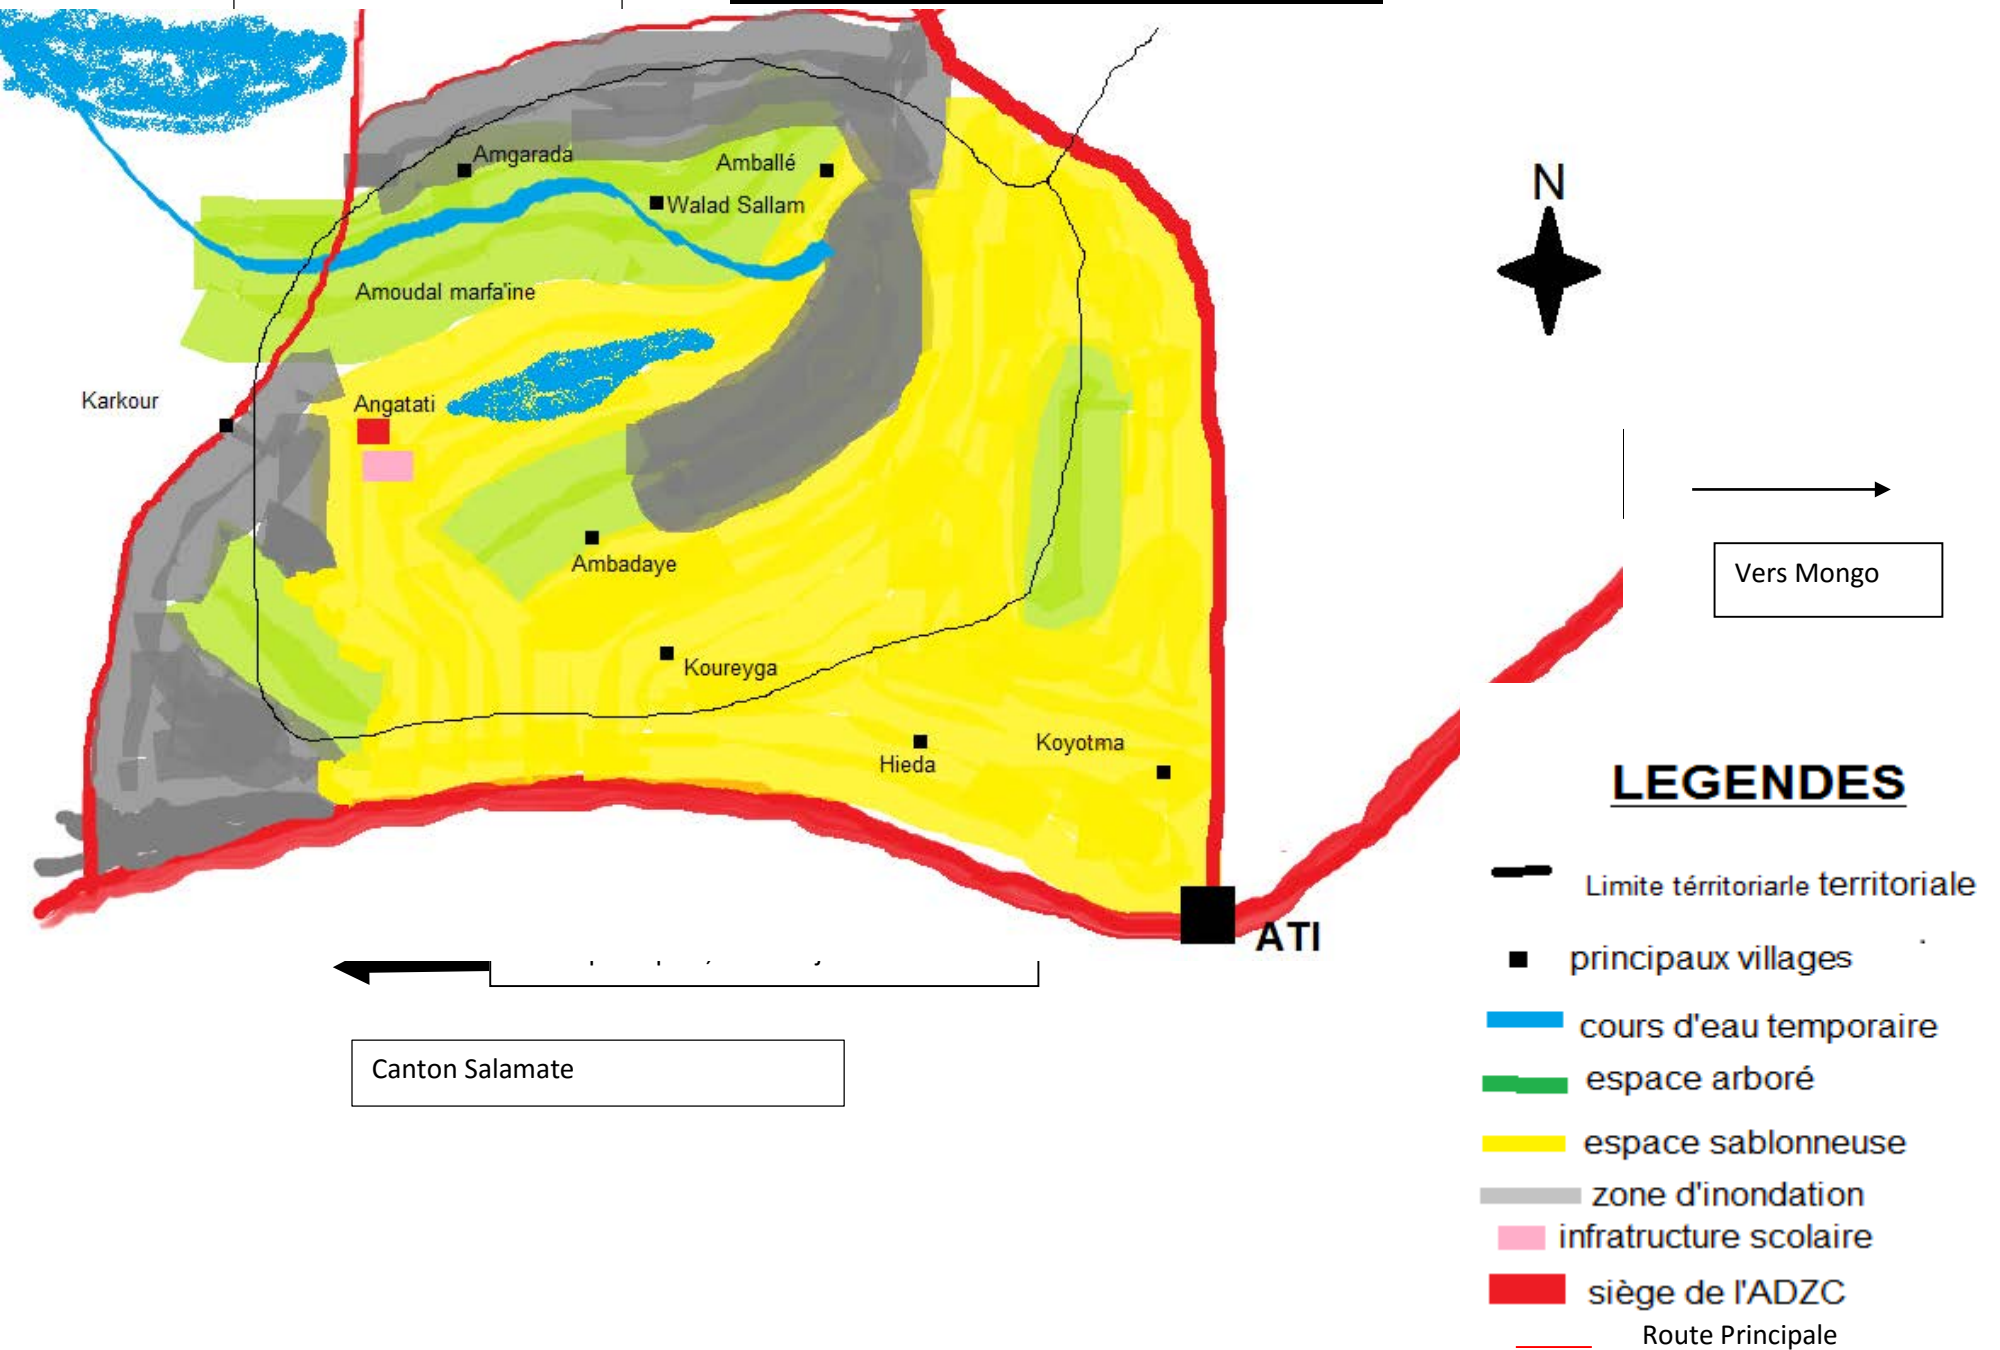 Amgarada
Amballé
Walad Sallam
N
Amoudal marfa'ine
Karkour
Angatati
Vers Mongo
Ambadaye
Koureyga
Koyotma
Hieda
LEGENDES
Limite térritoriarle territoriale
ATI
principaux villages
cours d'eau temporaire
Canton Salamate
espace arboré
espace sablonneuse
zone d'inondation
infratructure scolaire
siège de l'ADZC
Route Principale